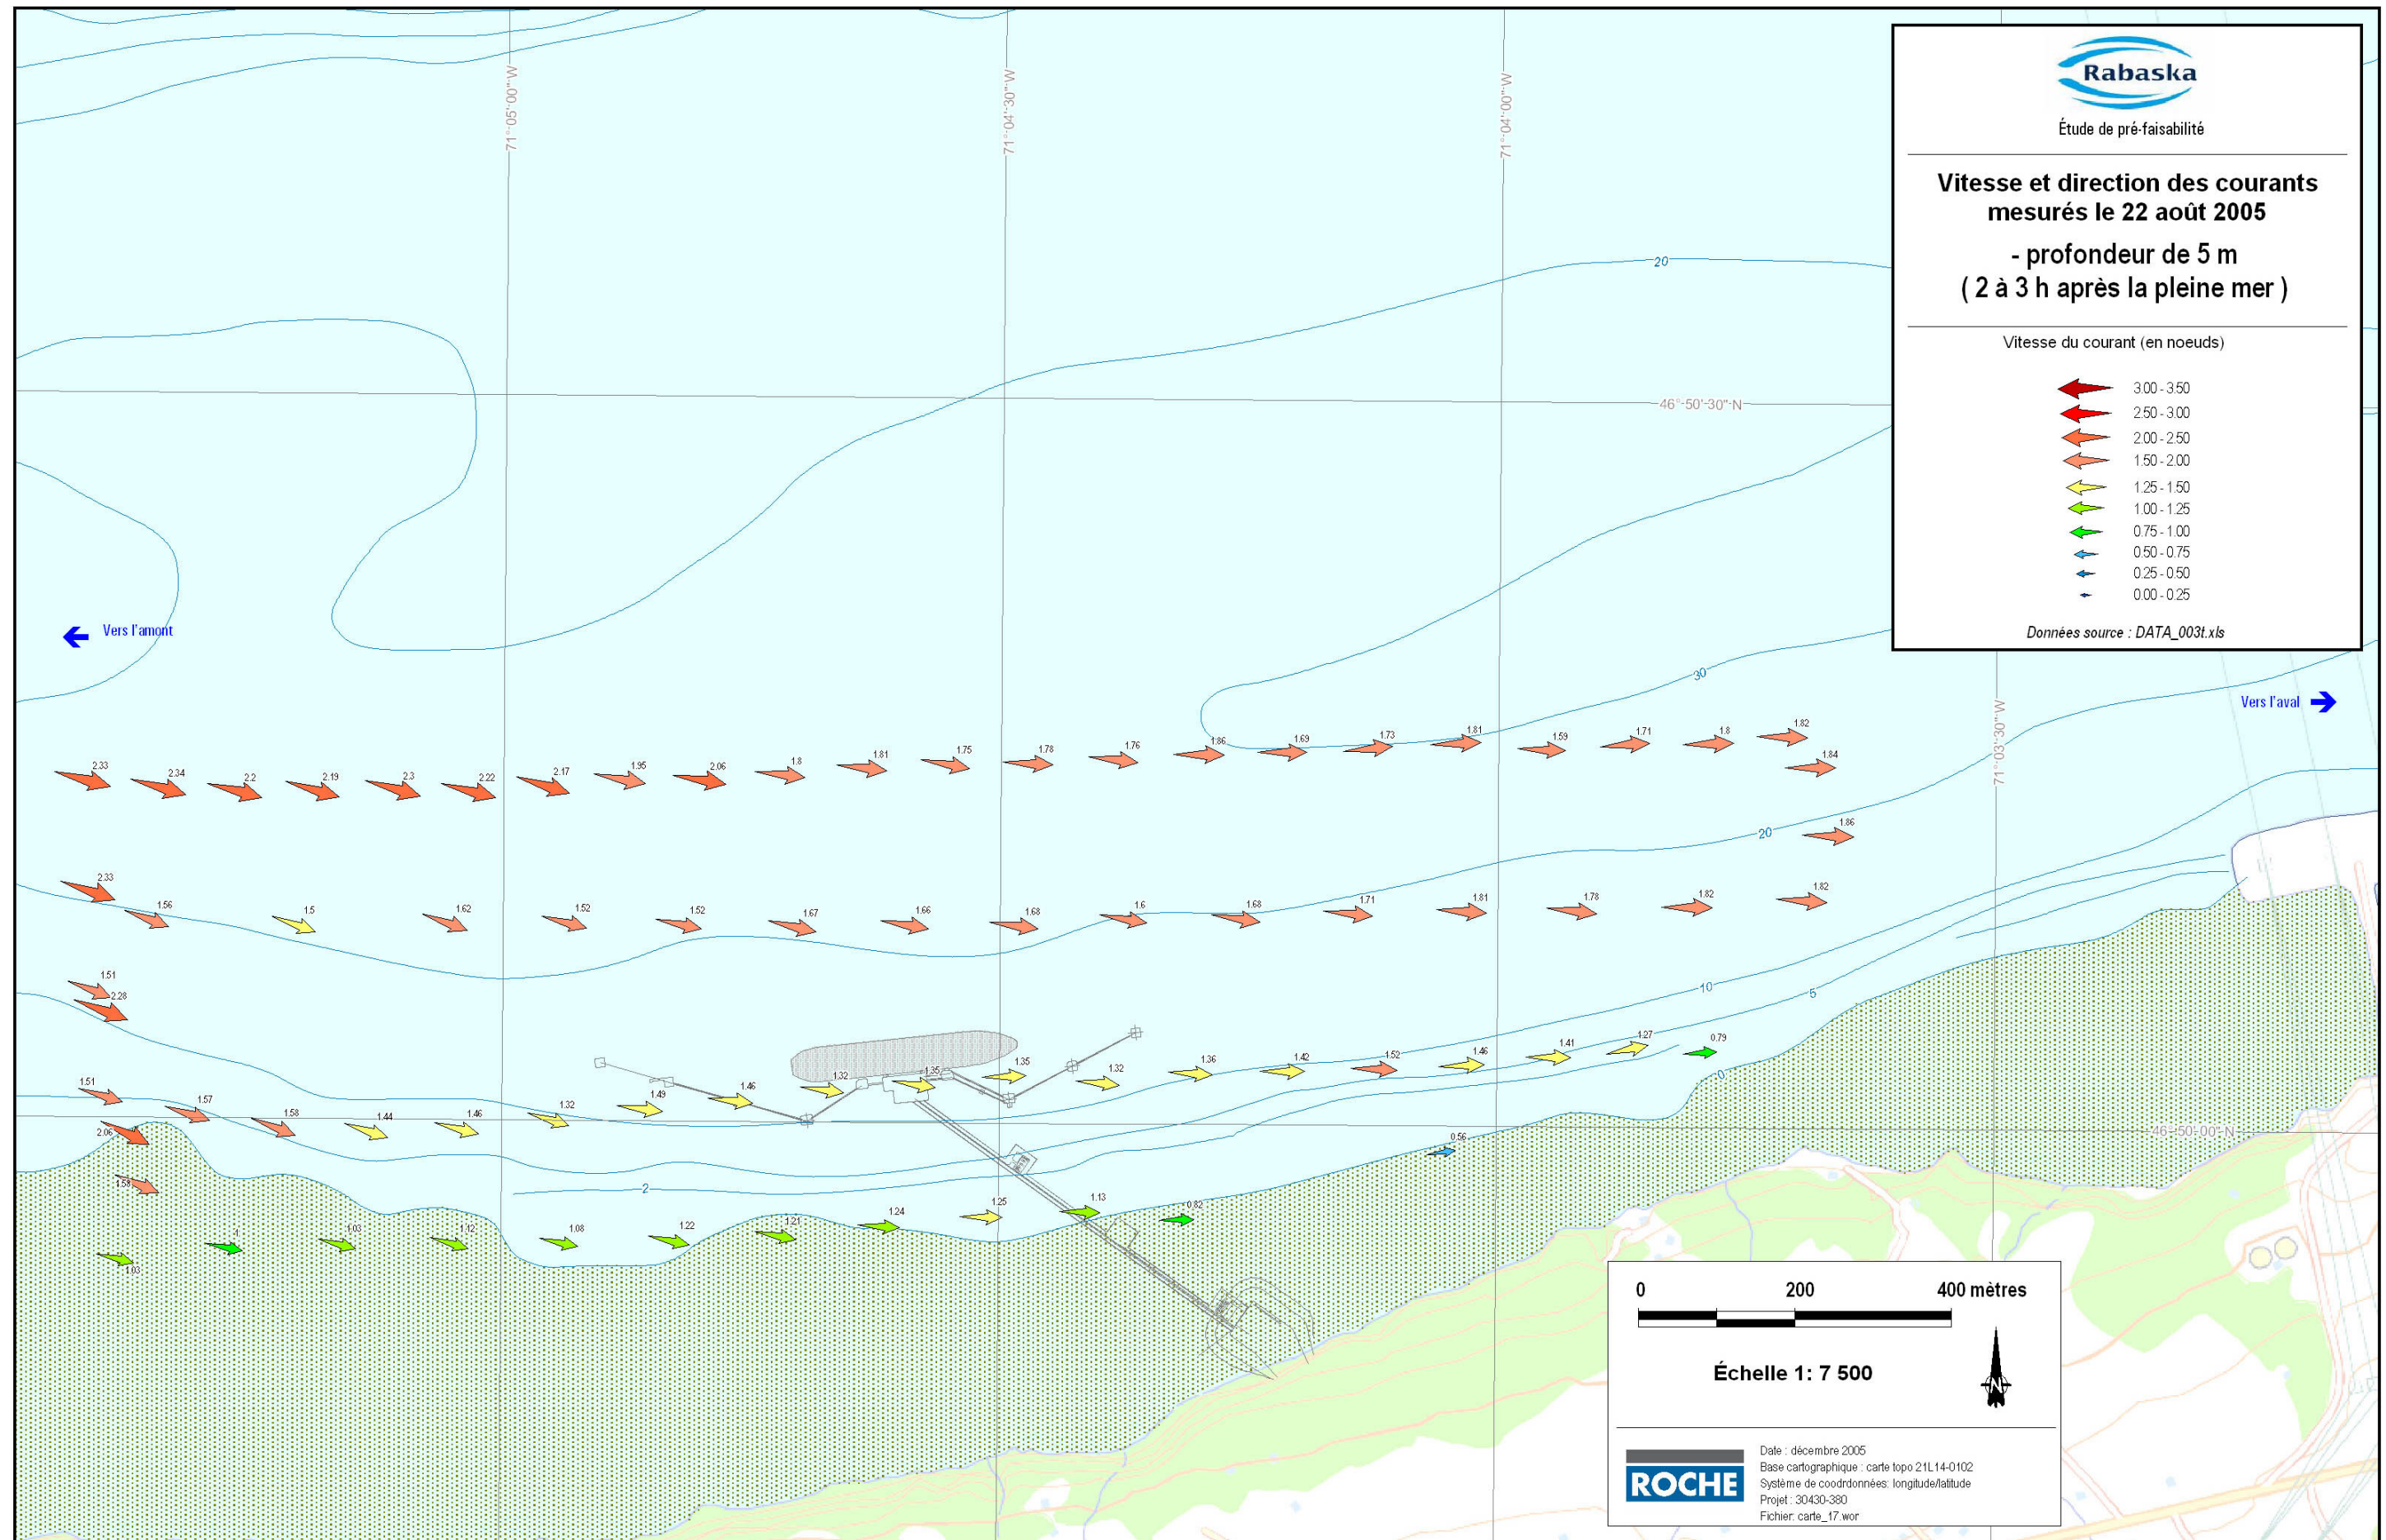 71°-05'-00"-W
71°-04'-30"-W
71°-04'-00"-W
Rabaska
Étude de pré-faisabilité
Vitesse et direction des courants
mesurés le 22 août 2005
- profondeur de 5 m
( 2 à 3 h après la pleine mer )
Vitesse du courant (en noeuds)
3.00 - 3.50
2.50 - 3.00
2.00 - 2.50
1.50 - 2.00
1.25 - 1.50
1.00 - 1.25
0.75 - 1.00
0.50 - 0.75
0.25 - 0.50
0.00 - 0.25
Données source : DATA_003t.xls
20
46°-50'-30"-N
Vers l'amont
30
Vers l'aval
71°-03'-30"-W
2.33
2.34
2.2
2.19
2.3
2.22
2.17
1.95
2.06
1.8
1.81
1.75
1.78
1.76
1.86
1.69
1.73
1.81
1.59
1.71
1.8
1.82
1.84
1.86
20
2.33
1.56
1.5
1.62
1.52
1.52
1.67
1.66
1.68
1.6
1.68
1.71
1.81
1.78
1.82
1.82
1.51
2.28
10
5
1.51
1.57
1.58
1.44
1.46
1.32
1.49
1.46
1.32
1.35
1.35
1.32
1.36
1.42
1.52
1.46
1.41
1.27
0.79
0
2.06
46°-50'-00"-N
0.56
1.58
2
1.03
1
1.03
1.12
1.08
1.22
1.21
1.24
1.25
1.13
0.82
0 200 400 mètres
Échelle 1: 7 500
N
ROCHE
Date : décembre 2005
Base cartographique : carte topo 21L14-0102
Système de coodrdonnées: longitude/latitude
Projet : 30430-380
Fichier: carte_17.wor